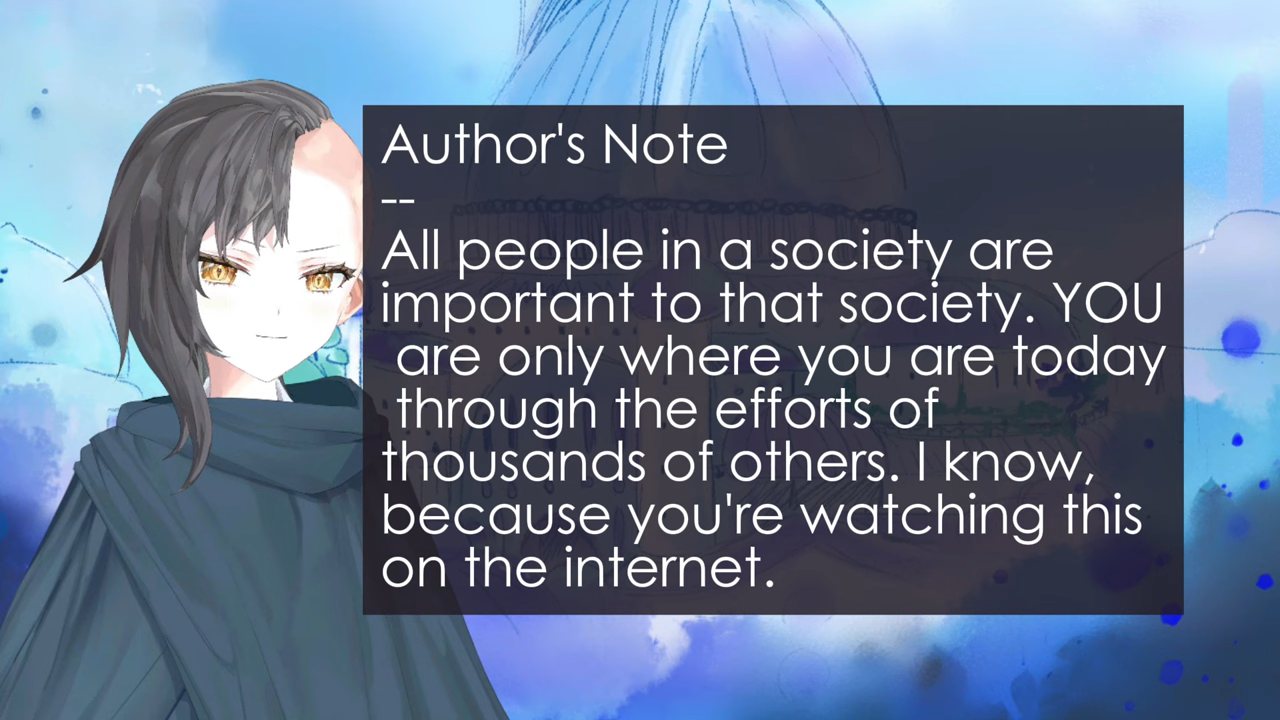 Author's Note
--
All people in a society are
important to that society. YOU
are only where you are today
through the efforts of
thousands of others. I know,
because you're watching this
on the internet.